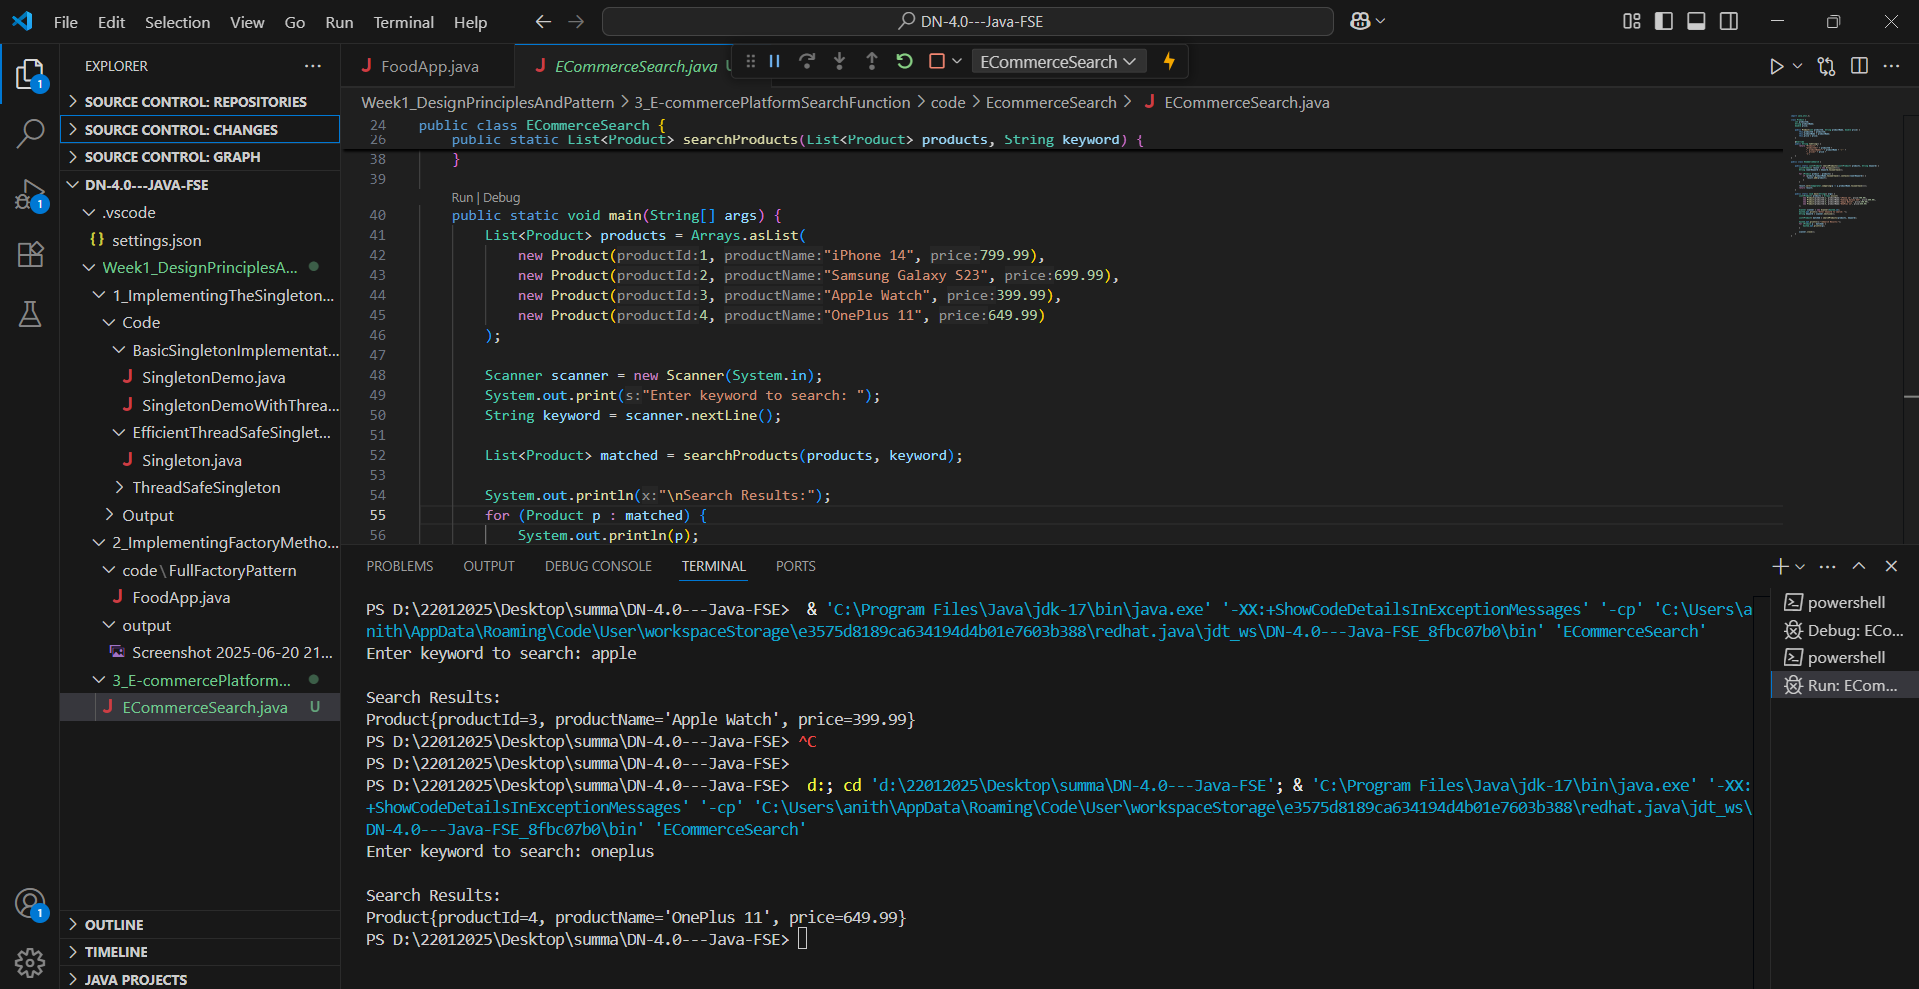 File Edit Selection View Go Run Terminal Help
DN-4.0---Java-FSE
EXPLORER
SOURCE CONTROL: REPOSITORIES
SOURCE CONTROL: CHANGES
SOURCE CONTROL: GRAPH
DN-4.0---JAVA-FSE
.vscode
{} settings.json
Week1_DesignPrinciplesA...
1_ImplementingTheSingleton...
Code
BasicSingletonImplementat...
J SingletonDemo.java
J SingletonDemoWithThrea...
EfficientThreadSafeSinglet...
J Singleton.java
ThreadSafeSingleton
Output
2_ImplementingFactoryMetho...
code\FullFactoryPattern
J FoodApp.java
output
Screenshot 2025-06-20 21...
3_E-commercePlatform...
J ECommerceSearch.java U
OUTLINE
TIMELINE
JAVA PROJECTS
1
1
1
J FoodApp.java
J ECommerceSearch.java
ECommerceSearch
Week1_DesignPrinciplesAndPattern > 3_E-commercePlatformSearchFunction > code > EcommerceSearch > J ECommerceSearch.java
24 public class ECommerceSearch {
26 public static List<Product> searchProducts(List<Product> products, String keyword) {
38 }
39
Run | Debug
40 public static void main(String[] args) {
41 List<Product> products = Arrays.asList(
42 new Product(productId:1, productName:"iPhone 14", price:799.99),
43 new Product(productId:2, productName:"Samsung Galaxy S23", price:699.99),
44 new Product(productId:3, productName:"Apple Watch", price:399.99),
45 new Product(productId:4, productName:"OnePlus 11", price:649.99)
46 );
47
48 Scanner scanner = new Scanner(System.in);
49 System.out.print(s:"Enter keyword to search: ");
50 String keyword = scanner.nextLine();
51
52 List<Product> matched = searchProducts(products, keyword);
53
54 System.out.println(x:"\nSearch Results:");
55 for (Product p : matched) {
56 System.out.println(p);
PROBLEMS OUTPUT DEBUG CONSOLE TERMINAL PORTS
PS D:\22012025\Desktop\summa\DN-4.0---Java-FSE> & 'C:\Program Files\Java\jdk-17\bin\java.exe' '-XX:+ShowCodeDetailsInExceptionMessages' '-cp' 'C:\Users\a
nith\AppData\Roaming\Code\User\workspaceStorage\e3575d8189ca634194d4b01e7603b388\redhat.java\jdt_ws\DN-4.0---Java-FSE_8fbc07b0\bin' 'ECommerceSearch'
Enter keyword to search: apple
Search Results:
Product{productId=3, productName='Apple Watch', price=399.99}
PS D:\22012025\Desktop\summa\DN-4.0---Java-FSE> ^C
PS D:\22012025\Desktop\summa\DN-4.0---Java-FSE>
PS D:\22012025\Desktop\summa\DN-4.0---Java-FSE> d:; cd 'd:\22012025\Desktop\summa\DN-4.0---Java-FSE'; & 'C:\Program Files\Java\jdk-17\bin\java.exe' '-XX:
+ShowCodeDetailsInExceptionMessages' '-cp' 'C:\Users\anith\AppData\Roaming\Code\User\workspaceStorage\e3575d8189ca634194d4b01e7603b388\redhat.java\jdt_ws\
DN-4.0---Java-FSE_8fbc07b0\bin' 'ECommerceSearch'
Enter keyword to search: oneplus
Search Results:
Product{productId=4, productName='OnePlus 11', price=649.99}
PS D:\22012025\Desktop\summa\DN-4.0---Java-FSE>
powershell
Debug: ECo...
powershell
Run: ECom...